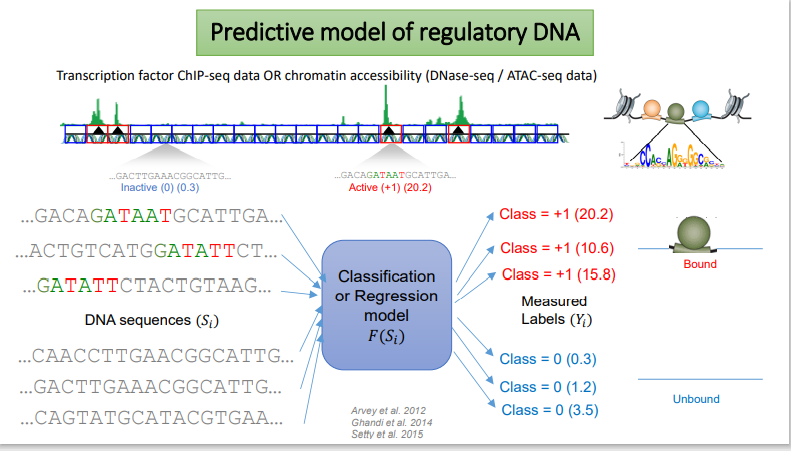 Predictive model of regulatory DNA
Transcription factor ChIP-seq data OR chromatin accessibility (DNase-seq / ATAC-seq data)
...GACTTGAAACGGCATTG...
Inactive (0) (0.3)
...GACAGATAATGCATTGA...
Active (+1) (20.2)
...GACAGATAATGCATTGA...
...ACTGTCATGGATATTCT...
...GATATTCTACTGTAAG...
DNA sequences (Sᵢ)
...CAACCTTGAACGGCATTG...
...GACTTGAAACGGCATTG...
...CAGTATGCATACGTGAA...
Classification
or Regression
model
F(Sᵢ)
Arvey et al. 2012
Ghandi et al. 2014
Setty et al. 2015
Class = +1 (20.2)
Class = +1 (10.6)
Class = +1 (15.8)
Measured
Labels (Yᵢ)
Class = 0 (0.3)
Class = 0 (1.2)
Class = 0 (3.5)
Bound
Unbound